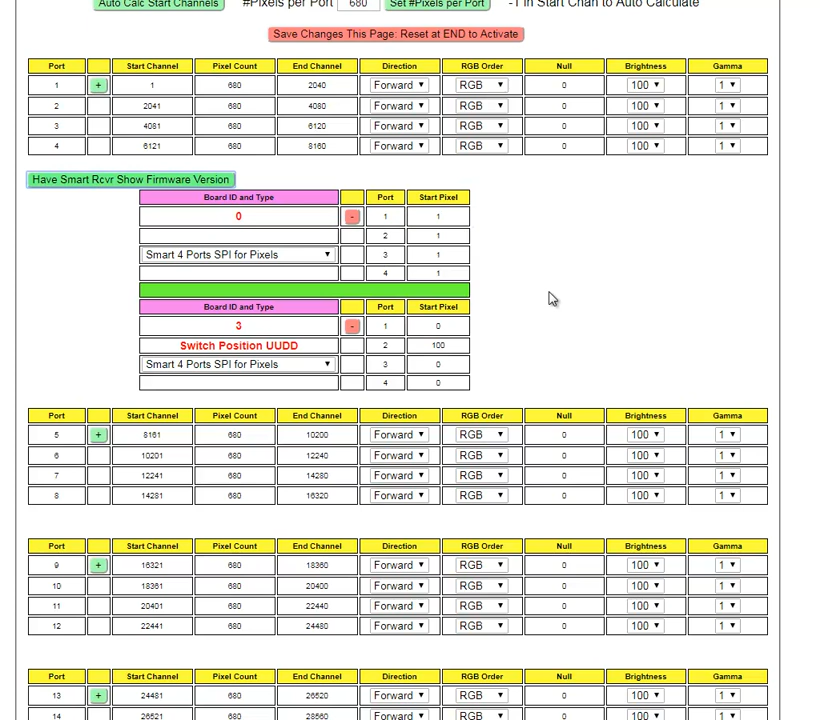 Auto Calc Start Channels #Pixels per Port 680 Set #Pixels per Port -1 in Start Chan to Auto Calculate
Save Changes This Page: Reset at END to Activate
Port Start Channel Pixel Count End Channel Direction RGB Order Null Brightness Gamma
1 + 1 680 2040 Forward RGB 0 100 1
2 2041 680 4080 Forward RGB 0 100 1
3 4081 680 6120 Forward RGB 0 100 1
4 6121 680 8160 Forward RGB 0 100 1
Have Smart Rcvr Show Firmware Version
Board ID and Type Port Start Pixel
0 - 1 1
2 1
Smart 4 Ports SPI for Pixels 3 1
4 1
Board ID and Type Port Start Pixel
3 - 1 0
Switch Position UUDD 2 100
Smart 4 Ports SPI for Pixels 3 0
4 0
Port Start Channel Pixel Count End Channel Direction RGB Order Null Brightness Gamma
5 + 8161 680 10200 Forward RGB 0 100 1
6 10201 680 12240 Forward RGB 0 100 1
7 12241 680 14280 Forward RGB 0 100 1
8 14281 680 16320 Forward RGB 0 100 1
Port Start Channel Pixel Count End Channel Direction RGB Order Null Brightness Gamma
9 + 16321 680 18360 Forward RGB 0 100 1
10 18361 680 20400 Forward RGB 0 100 1
11 20401 680 22440 Forward RGB 0 100 1
12 22441 680 24480 Forward RGB 0 100 1
Port Start Channel Pixel Count End Channel Direction RGB Order Null Brightness Gamma
13 + 24481 680 26520 Forward RGB 0 100 1
14 26521 680 28560 Forward RGB 0 100 1